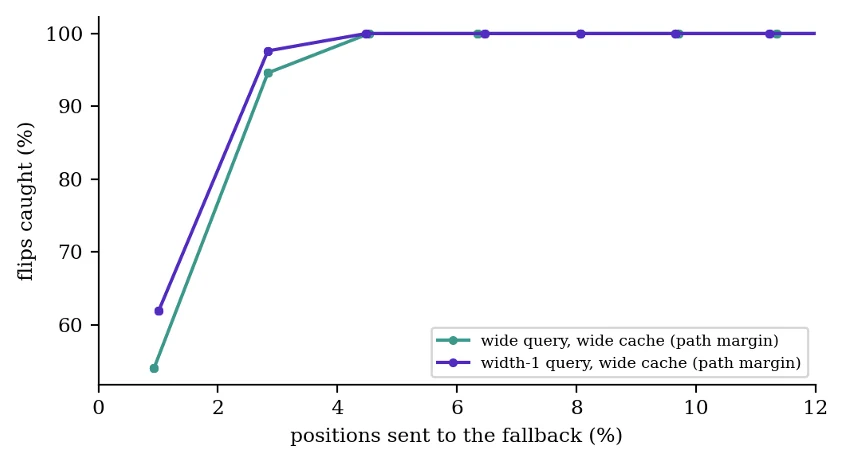 100
90
80
70
60
flips caught (%)
wide query, wide cache (path margin)
width-1 query, wide cache (path margin)
0 2 4 6 8 10 12
positions sent to the fallback (%)